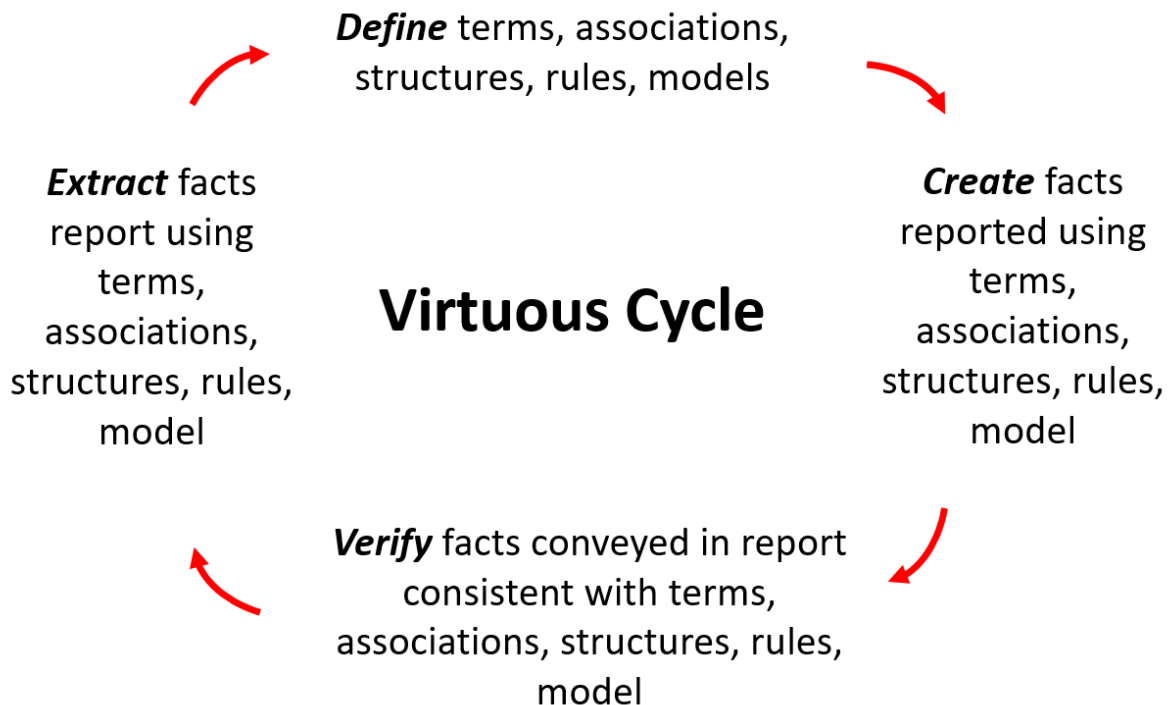 Define terms, associations,
structures, rules, models
Create facts
reported using
terms,
associations,
structures, rules,
model
Verify facts conveyed in report
consistent with terms,
associations, structures, rules,
model
Extract facts
report using
terms,
associations,
structures, rules,
model
Virtuous Cycle